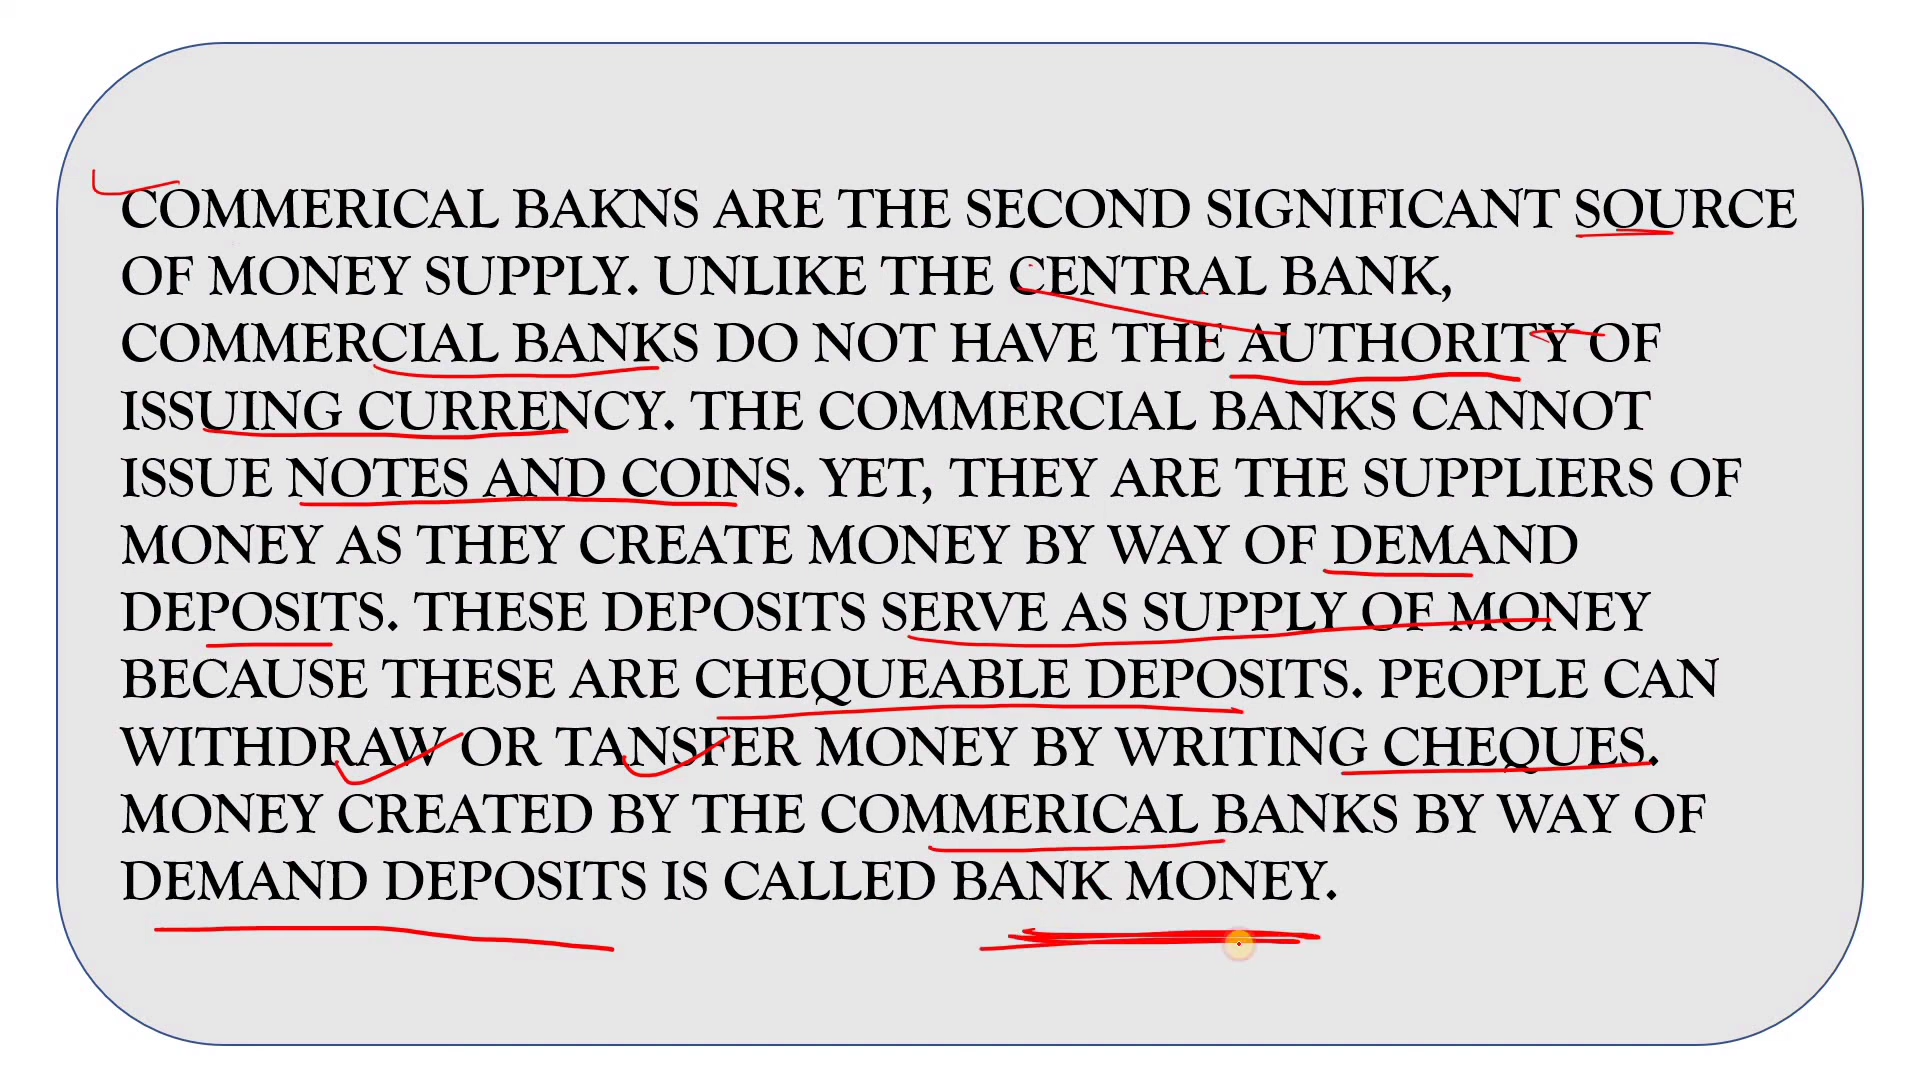 COMMERICAL BAKNS ARE THE SECOND SIGNIFICANT SOURCE
OF MONEY SUPPLY. UNLIKE THE CENTRAL BANK,
COMMERCIAL BANKS DO NOT HAVE THE AUTHORITY OF
ISSUING CURRENCY. THE COMMERCIAL BANKS CANNOT
ISSUE NOTES AND COINS. YET, THEY ARE THE SUPPLIERS OF
MONEY AS THEY CREATE MONEY BY WAY OF DEMAND
DEPOSITS. THESE DEPOSITS SERVE AS SUPPLY OF MONEY
BECAUSE THESE ARE CHEQUEABLE DEPOSITS. PEOPLE CAN
WITHDRAW OR TANSFER MONEY BY WRITING CHEQUES.
MONEY CREATED BY THE COMMERICAL BANKS BY WAY OF
DEMAND DEPOSITS IS CALLED BANK MONEY.